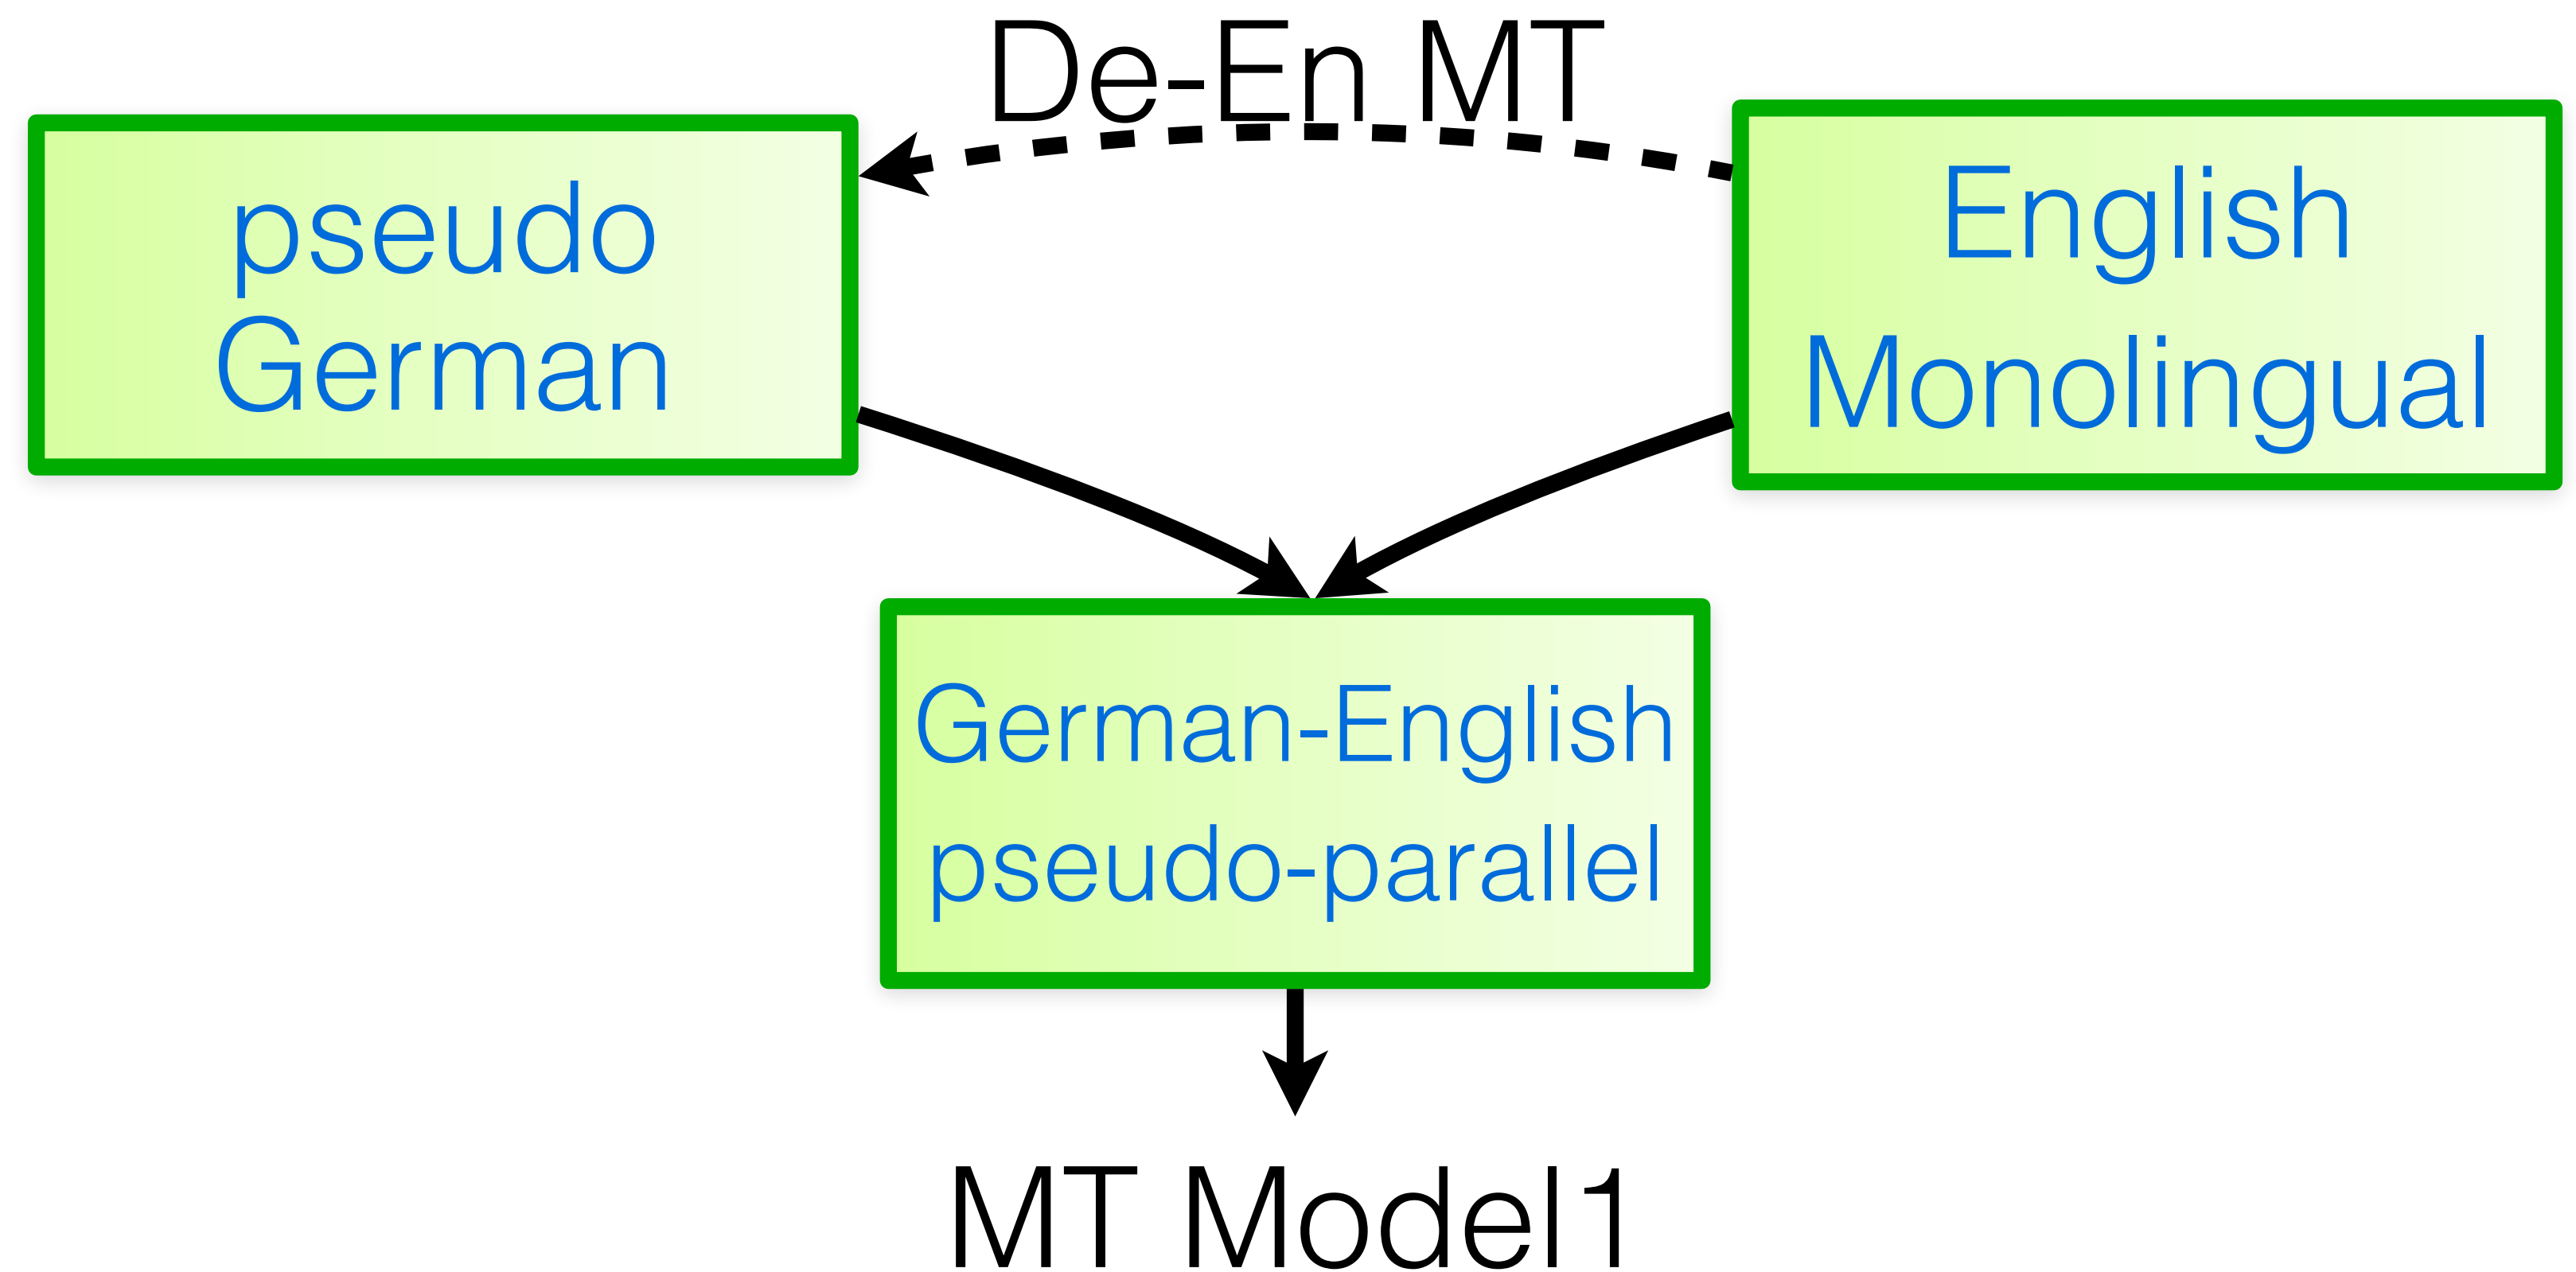 De-En MT
pseudo
German
English
Monolingual
German-English
pseudo-parallel
MT Model1